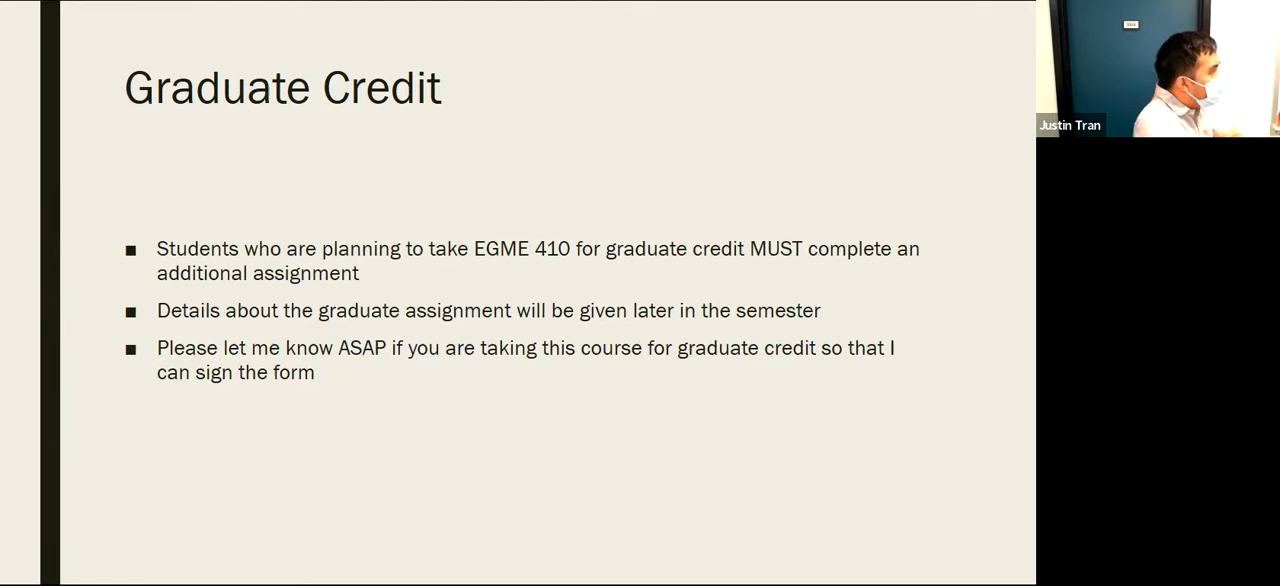 Graduate Credit
■ Students who are planning to take EGME 410 for graduate credit MUST complete an
additional assignment
■ Details about the graduate assignment will be given later in the semester
■ Please let me know ASAP if you are taking this course for graduate credit so that I
can sign the form
Justin Tran